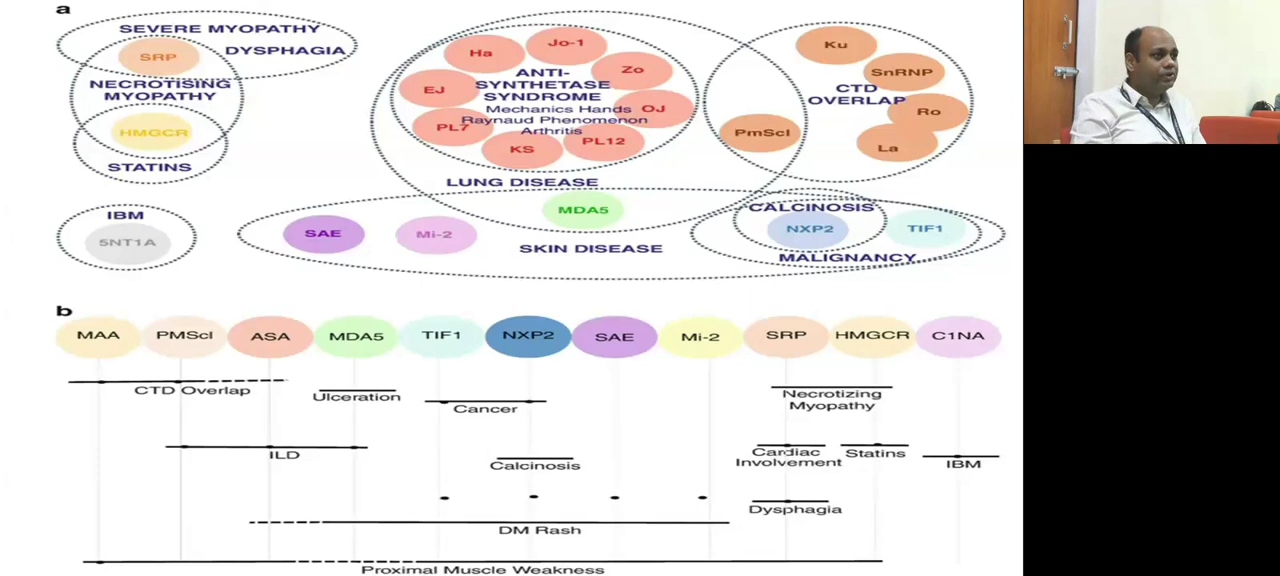 a
SEVERE MYOPATHY
SRP
DYSPHAGIA
NECROTISING
MYOPATHY
HMGCR
STATINS
IBM
5NT1A
Ha
Jo-1
Zo
EJ
ANTI-
SYNTHETASE
SYNDROME
Mechanics Hands
OJ
Raynaud Phenomenon
PL7
Arthritis
KS
PL12
LUNG DISEASE
MDA5
SAE
Mi-2
SKIN DISEASE
Ku
SnRNP
CTD
OVERLAP
Ro
PmScl
La
CALCINOSIS
NXP2
TIF1
MALIGNANCY
b
MAA
PMScl
ASA
MDA5
TIF1
NXP2
SAE
Mi-2
SRP
HMGCR
C1NA
CTD Overlap
Ulceration
Cancer
Necrotizing
Myopathy
ILD
Calcinosis
Cardiac
Involvement
Statins
IBM
Dysphagia
DM Rash
Proximal Muscle Weakness